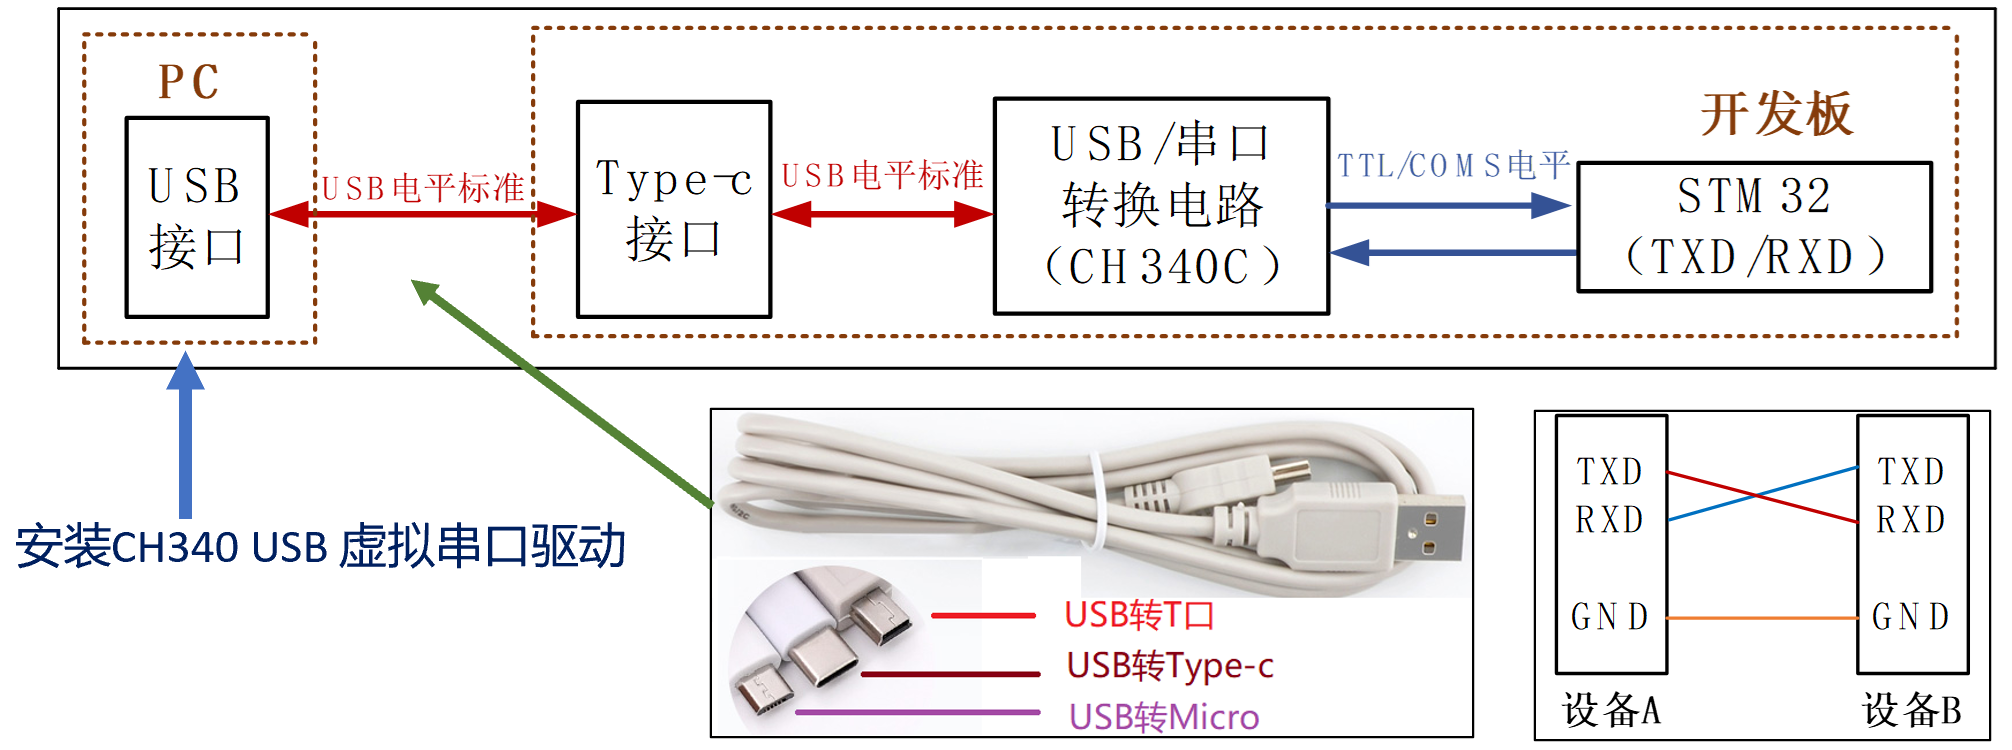 PC
USB
接口
USB电平标准
Type-c
接口
USB电平标准
USB/串口
转换电路
(CH340C)
TTL/COMS电平
开发板
STM32
(TXD/RXD)
安装CH340 USB 虚拟串口驱动
USB转T口
USB转Type-c
USB转Micro
TXD
RXD
GND
设备A
TXD
RXD
GND
设备B